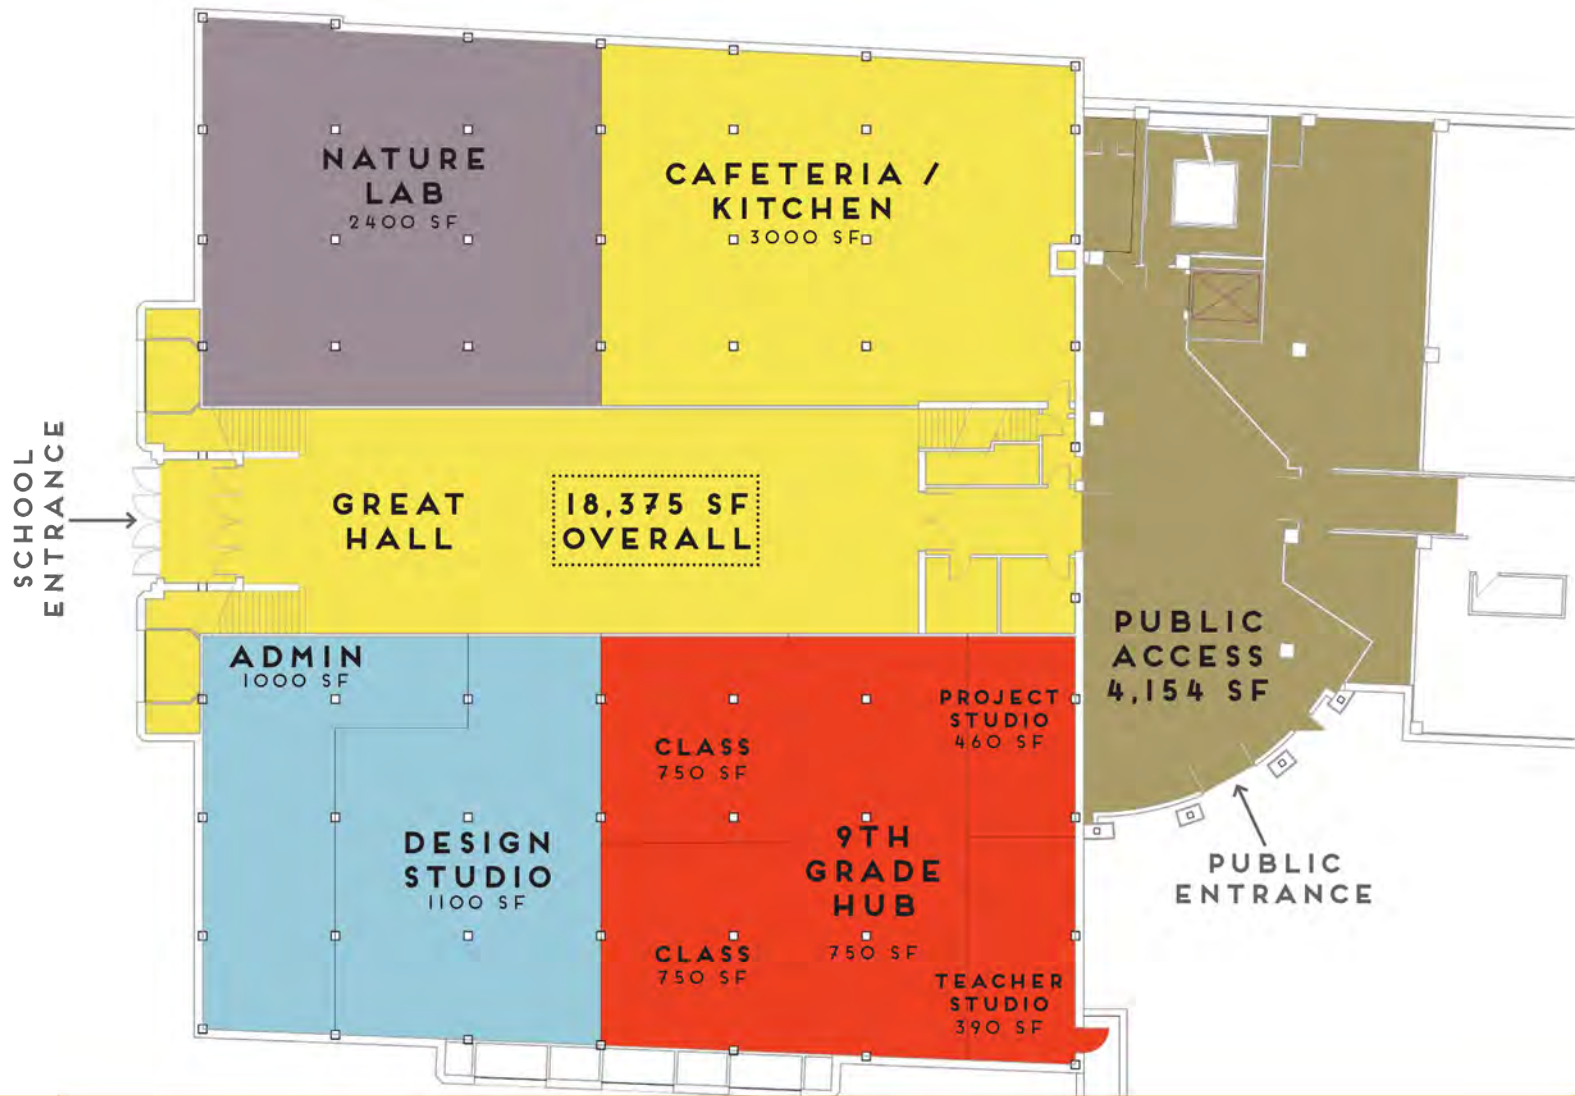 NATURE
LAB
2400 SF
CAFETERIA /
KITCHEN
3000 SF
SCHOOL
ENTRANCE
GREAT
HALL
18,375 SF
OVERALL
PUBLIC
ACCESS
4,154 SF
ADMIN
1000 SF
PROJECT
STUDIO
460 SF
CLASS
750 SF
DESIGN
STUDIO
1100 SF
9TH
GRADE
HUB
750 SF
PUBLIC
ENTRANCE
CLASS
750 SF
TEACHER
STUDIO
390 SF